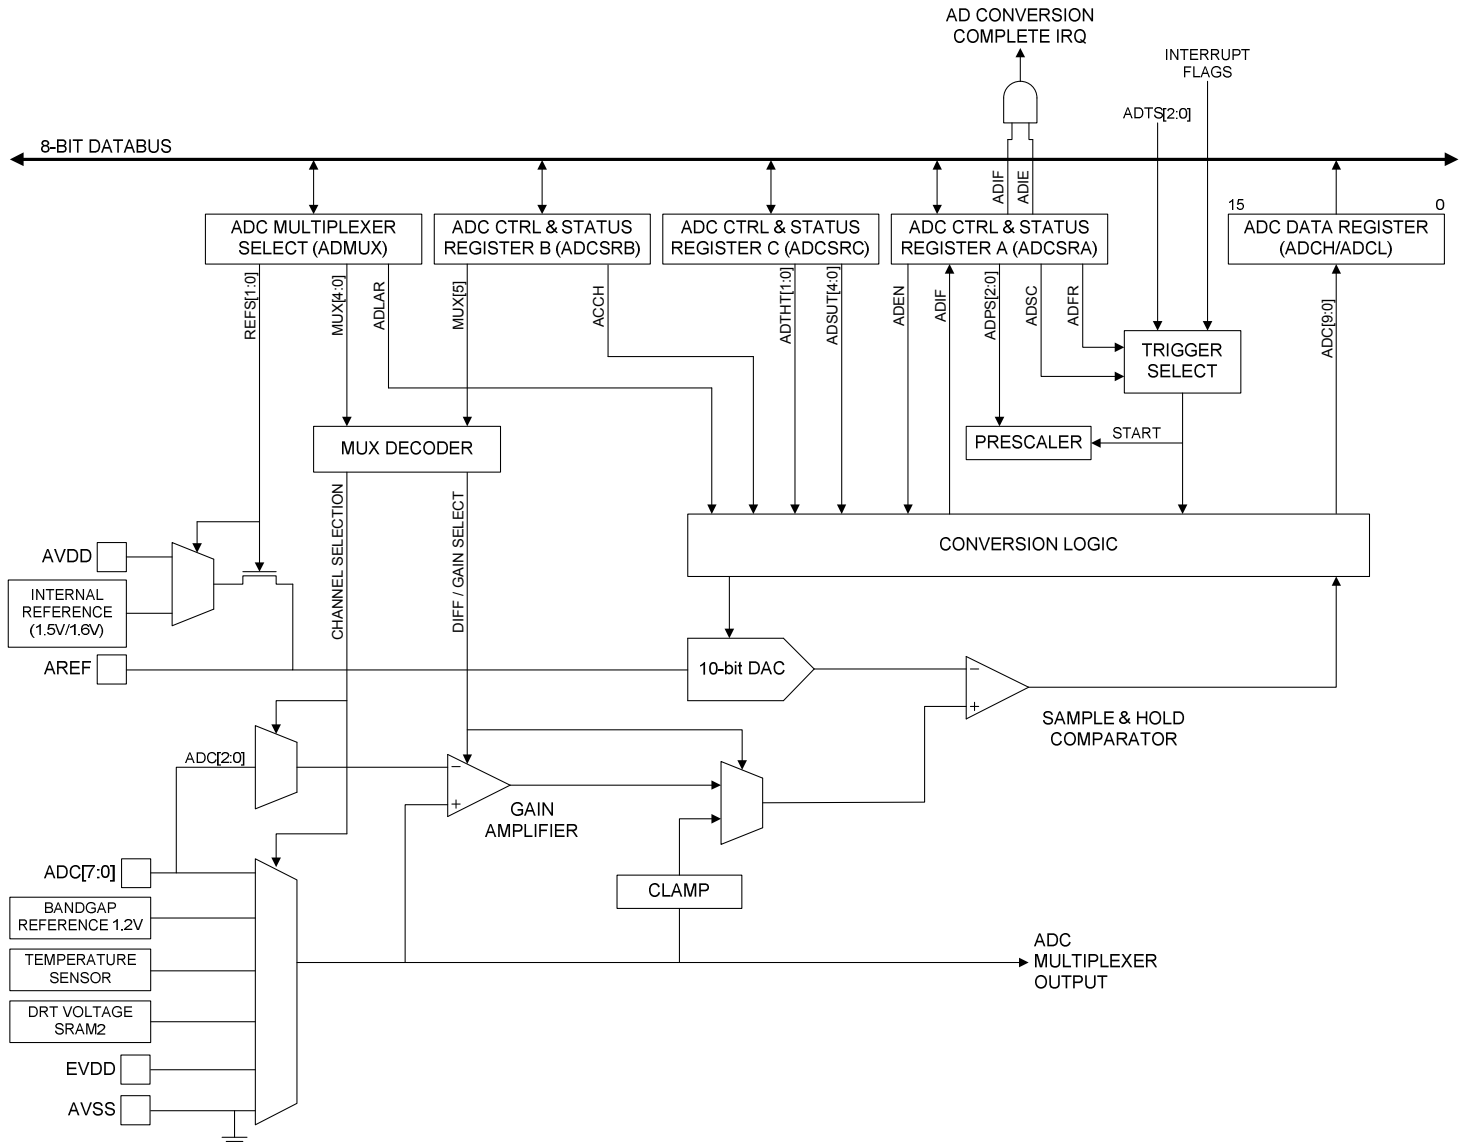 AD CONVERSION
COMPLETE IRQ
INTERRUPT
FLAGS
ADTS[2:0]
8-BIT DATABUS
ADIF
ADIE
15
0
ADC MULTIPLEXER
SELECT (ADMUX)
ADC CTRL & STATUS
REGISTER B (ADCSRB)
ADC CTRL & STATUS
REGISTER C (ADCSRC)
ADC CTRL & STATUS
REGISTER A (ADCSRA)
ADC DATA REGISTER
(ADCH/ADCL)
REFS[1:0]
MUX[4:0]
ADLAR
MUX[5]
ACCH
ADTHT[1:0]
ADSUT[4:0]
ADEN
ADIF
ADPS[2:0]
ADSC
ADFR
ADC[9:0]
TRIGGER
SELECT
MUX DECODER
PRESCALER
START
CHANNEL SELECTION
DIFF / GAIN SELECT
CONVERSION LOGIC
AVDD
INTERNAL
REFERENCE
(1.5V/1.6V)
AREF
10-bit DAC
−
+
SAMPLE & HOLD
COMPARATOR
ADC[2:0]
−
+
GAIN
AMPLIFIER
ADC[7:0]
CLAMP
BANDGAP
REFERENCE 1.2V
TEMPERATURE
SENSOR
ADC
MULTIPLEXER
OUTPUT
DRT VOLTAGE
SRAM2
EVDD
AVSS